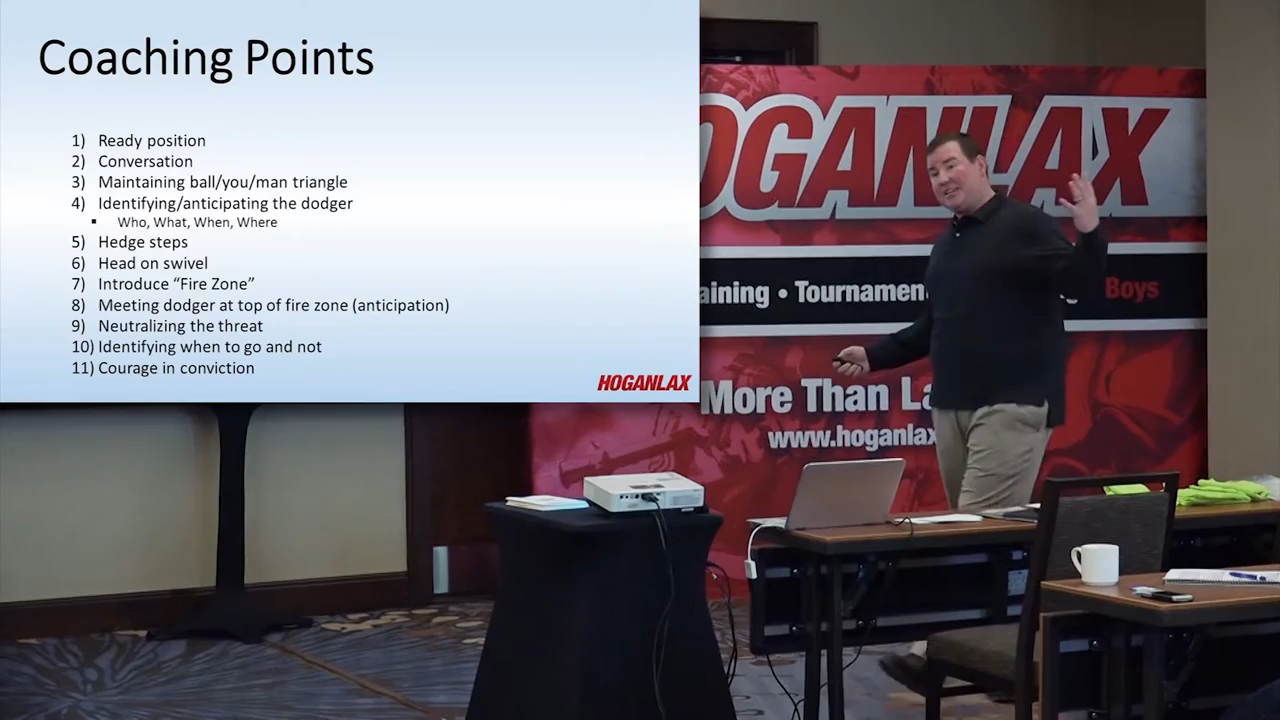 Coaching Points
1) Ready position
2) Conversation
3) Maintaining ball/you/man triangle
4) Identifying/anticipating the dodger
▪ Who, What, When, Where
5) Hedge steps
6) Head on swivel
7) Introduce “Fire Zone”
8) Meeting dodger at top of fire zone (anticipation)
9) Neutralizing the threat
10) Identifying when to go and not
11) Courage in conviction
HOGANLAX
OGANLAX
aining • Tournamen Boys
More Than La
www.hoganlax